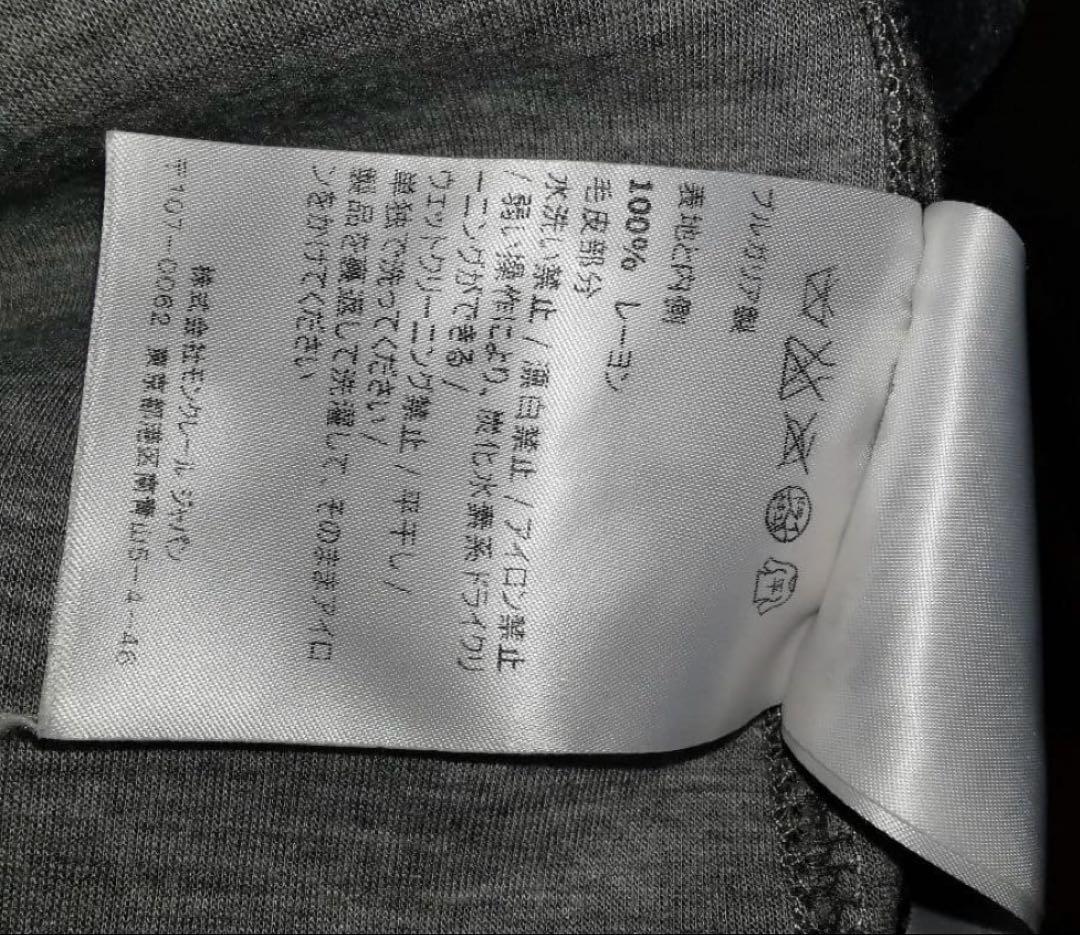 ブルガリア製
表地と内側
100% レーヨン
毛皮部分
水洗い禁止 / 漂白禁止 / アイロン禁止
/ 弱い操作により、炭化水素系ドライクリ
ーニングができる /
ウエットクリーニング禁止 / 平干し /
単独で洗ってください /
製品を裏返して洗濯して、そのままアイロ
ンをかけてください
株式会社モンクレール ジャパン
〒107-0062 東京都港区南青山5-4-46